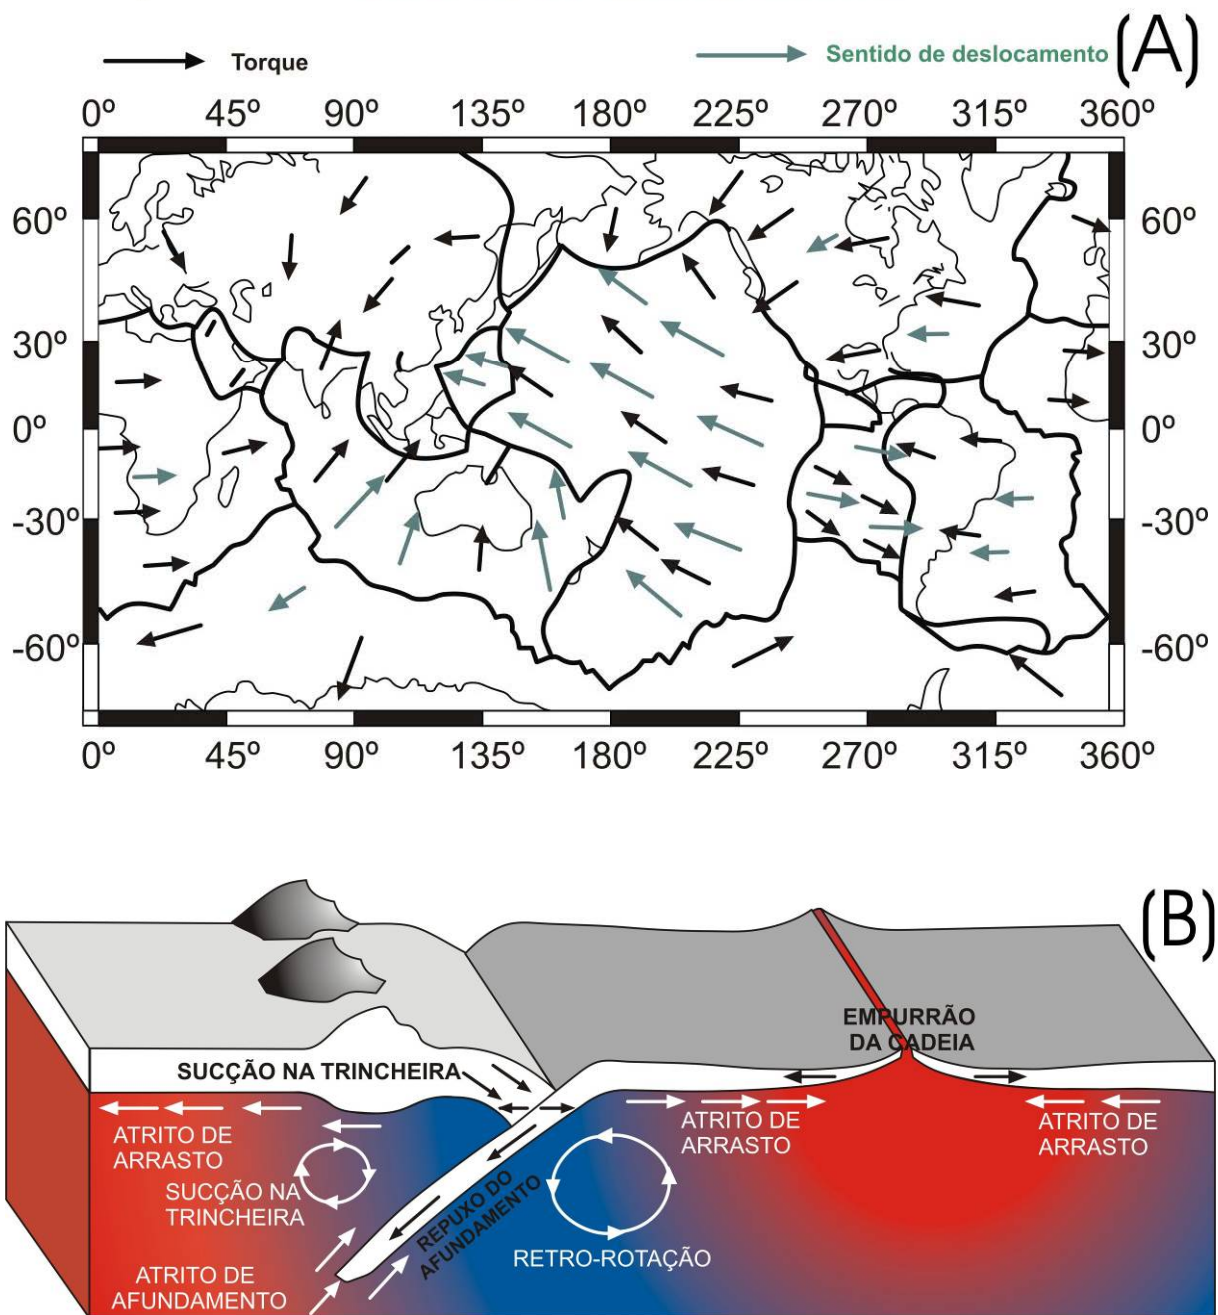 Torque
Sentido de deslocamento
(A)
0º 45º 90º 135º 180º 225º 270º 315º 360º
60º 60º
30º 30º
0º 0º
-30º -30º
-60º -60º
0º 45º 90º 135º 180º 225º 270º 315º 360º
(B)
EMPURRÃO
DA CADEIA
SUCÇÃO NA TRINCHEIRA
ATRITO DE
ARRASTO
ATRITO DE
ARRASTO
ATRITO DE
ARRASTO
SUCÇÃO NA
TRINCHEIRA
REPUXO DO
AFUNDAMENTO
RETRO-ROTAÇÃO
ATRITO DE
AFUNDAMENTO